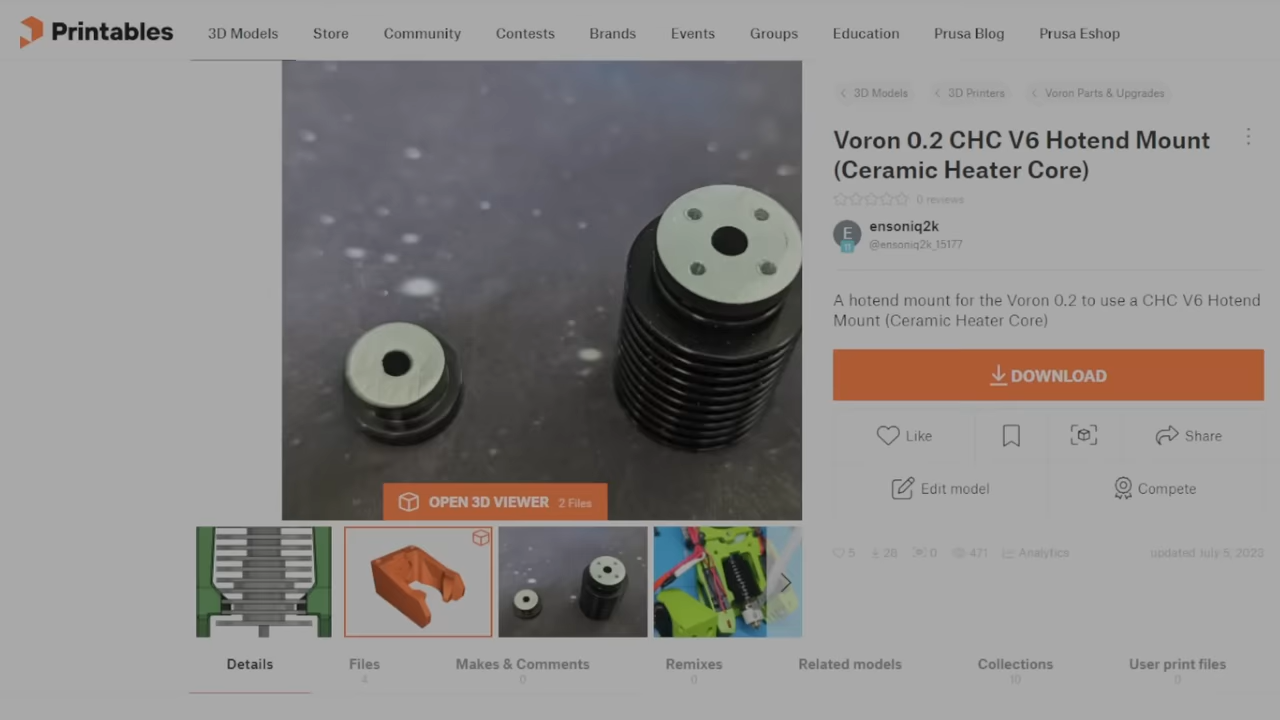 Printables
3D Models Store Community Contests Brands Events Groups Education Prusa Blog Prusa Eshop
3D Models 3D Printers Voron Parts & Upgrades
Voron 0.2 CHC V6 Hotend Mount
(Ceramic Heater Core)
0 reviews
E
ensoniq2k
@ensoniq2k_15177
A hotend mount for the Voron 0.2 to use a CHC V6 Hotend
Mount (Ceramic Heater Core)
DOWNLOAD
Like Share
Edit model Compete
OPEN 3D VIEWER 2 Files
5 28 0 471 Analytics updated July 5, 2023
Details Files Makes & Comments Remixes Related models Collections User print files
4 0 0 10 0